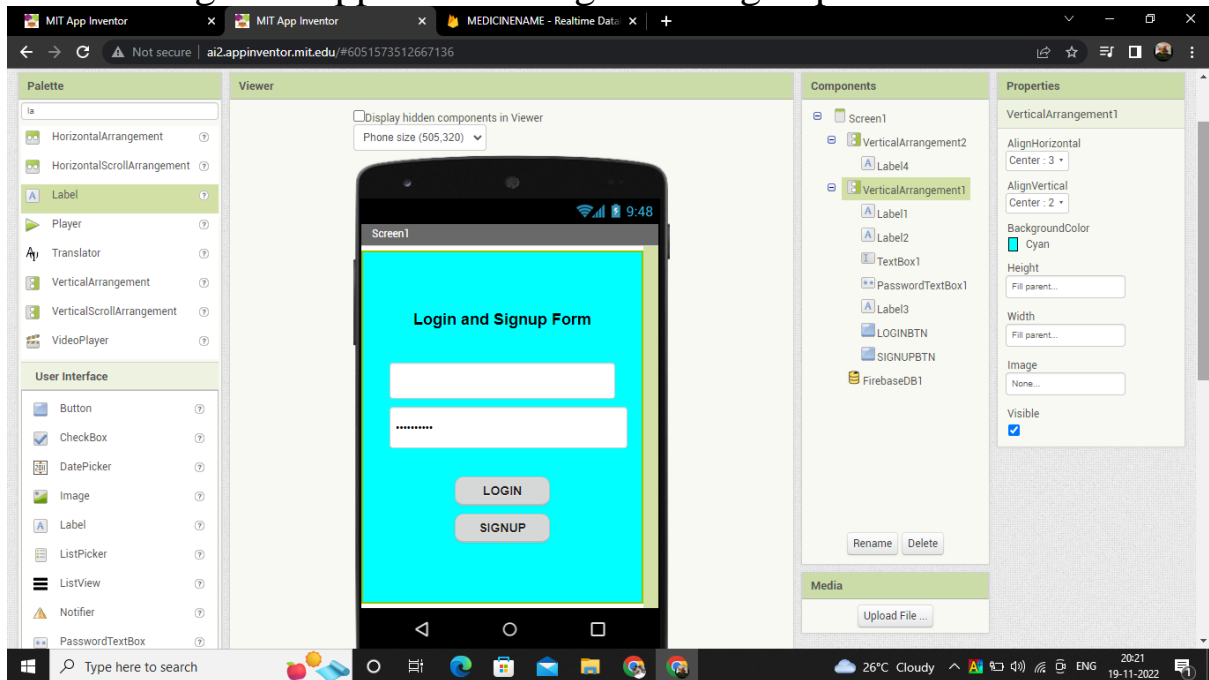 MIT App Inventor
MIT App Inventor
MEDICINENAME - Realtime Data
Not secure | ai2.appinventor.mit.edu/#6051573512667136
Palette
la
HorizontalArrangement
HorizontalScrollArrangement
Label
Player
Translator
VerticalArrangement
VerticalScrollArrangement
VideoPlayer
User Interface
Button
CheckBox
DatePicker
Image
Label
ListPicker
ListView
Notifier
PasswordTextBox
Viewer
Display hidden components in Viewer
Phone size (505,320)
9:48
Screen1
Login and Signup Form
LOGIN
SIGNUP
Components
Screen1
VerticalArrangement2
Label4
VerticalArrangement1
Label1
Label2
TextBox1
PasswordTextBox1
Label3
LOGINBTN
SIGNUPBTN
FirebaseDB1
Rename Delete
Media
Upload File ...
Properties
VerticalArrangement1
AlignHorizontal
Center : 3
AlignVertical
Center : 2
BackgroundColor
Cyan
Height
Fill parent...
Width
Fill parent...
Image
None...
Visible
Type here to search
26°C Cloudy
ENG
20:21
19-11-2022